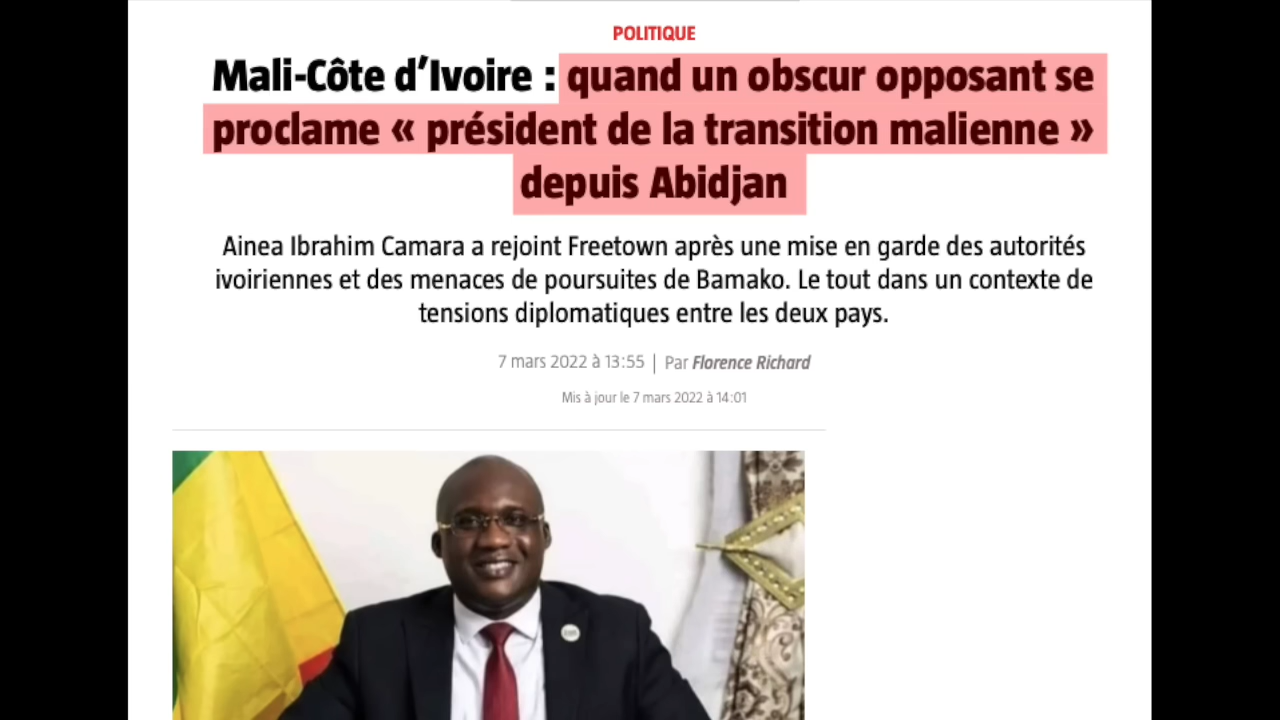 POLITIQUE
Mali-Côte d’Ivoire : quand un obscur opposant se
proclame « président de la transition malienne »
depuis Abidjan
Ainea Ibrahim Camara a rejoint Freetown après une mise en garde des autorités
ivoiriennes et des menaces de poursuites de Bamako. Le tout dans un contexte de
tensions diplomatiques entre les deux pays.
7 mars 2022 à 13:55 | Par Florence Richard
Mis à jour le 7 mars 2022 à 14:01